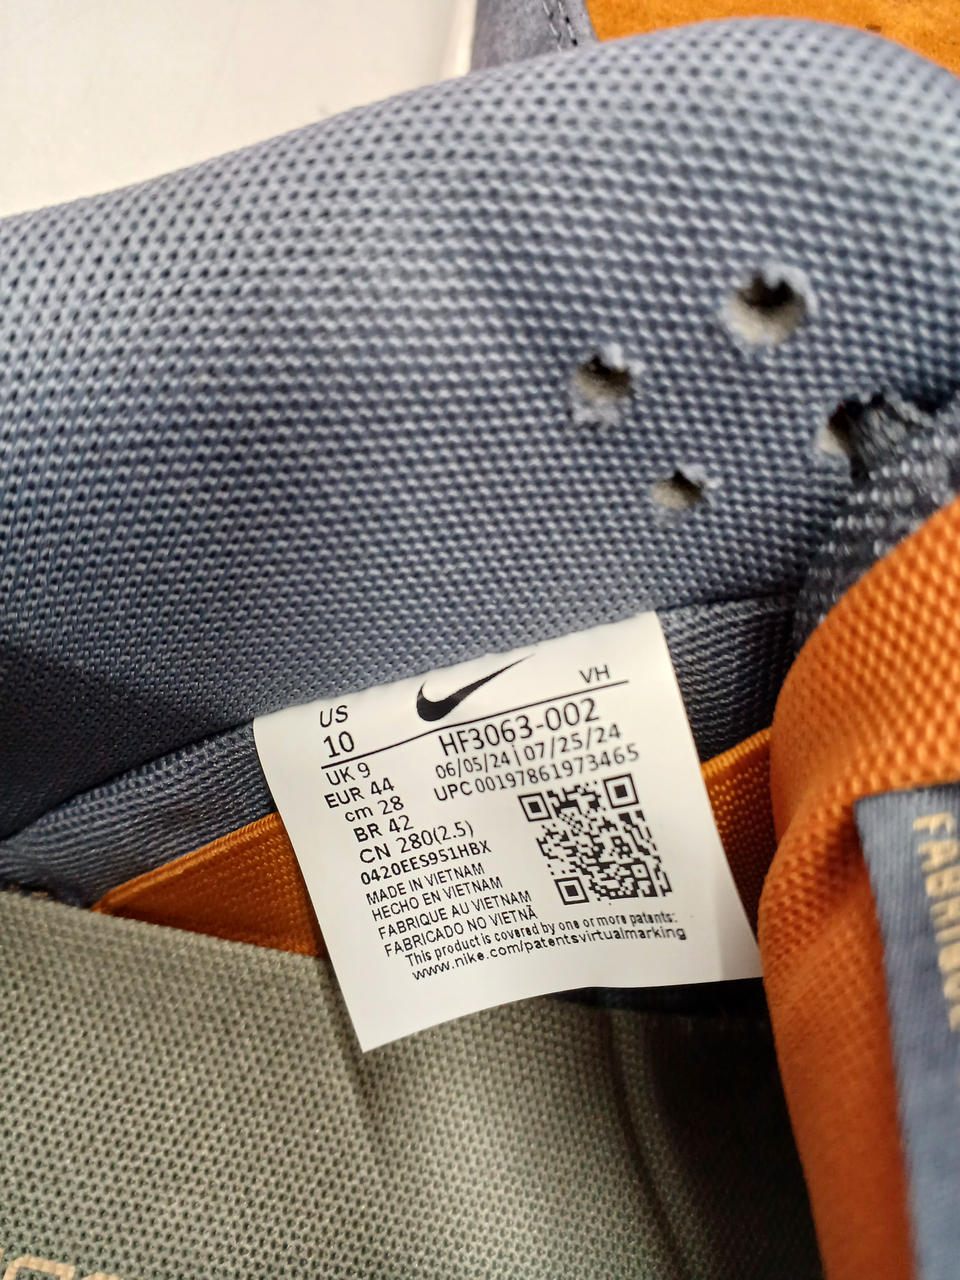 US
10
UK 9
EUR 44
cm 28
BR 42
CN 280(2.5)
0420EES951HBX
MADE IN VIETNAM
HECHO EN VIETNAM
FABRIQUE AU VIETNAM
FABRICADO NO VIETNÃ
VH
HF3063-002
06/05/24 | 07/25/24
UPC 00197861973465
This product is covered by one or more patents:
www.nike.com/patentsvirtualmarking